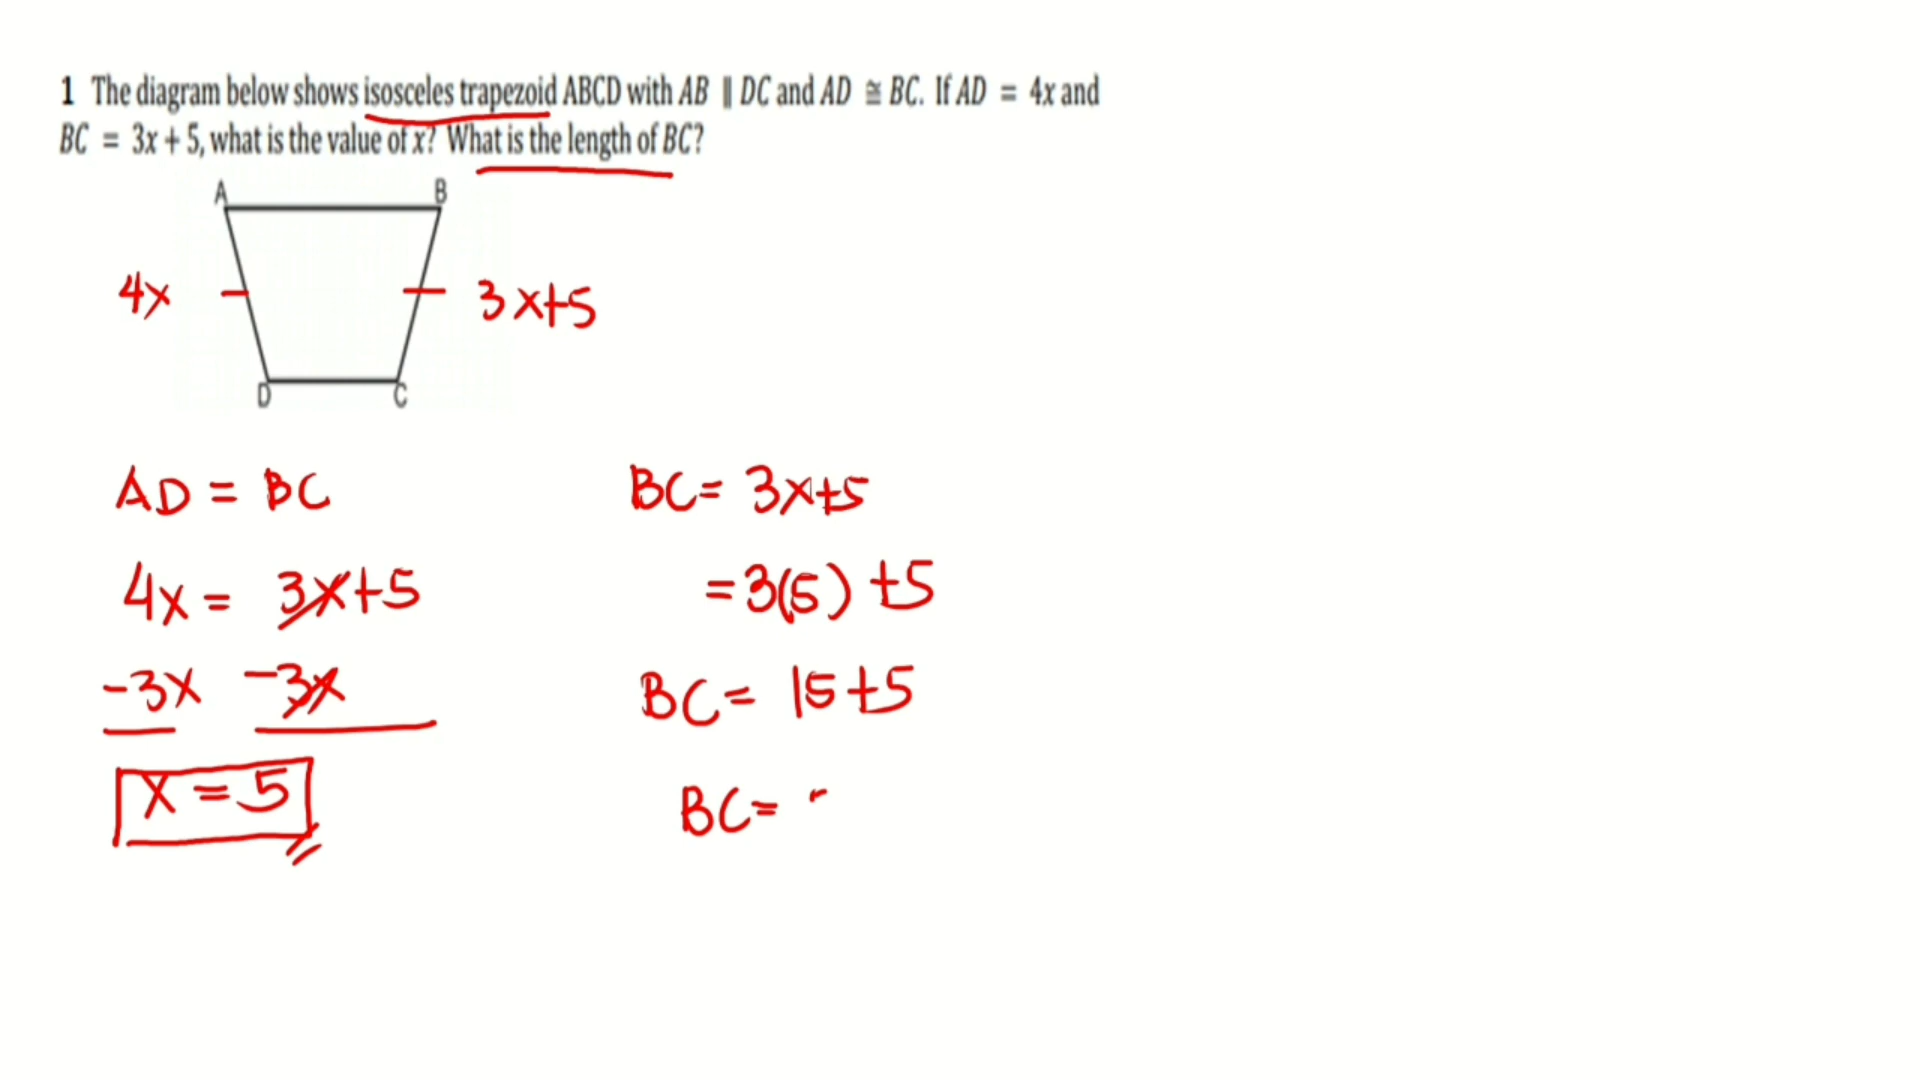 1 The diagram below shows isosceles trapezoid ABCD with AB ∥ DC and AD ≅ BC. If AD = 4x and
BC = 3x + 5, what is the value of x? What is the length of BC?
A B
4x 3x+5
D C
AD = BC
4x = 3x+5
-3x -3x
x = 5
BC = 3x+5
= 3(5) +5
BC = 15+5
BC =